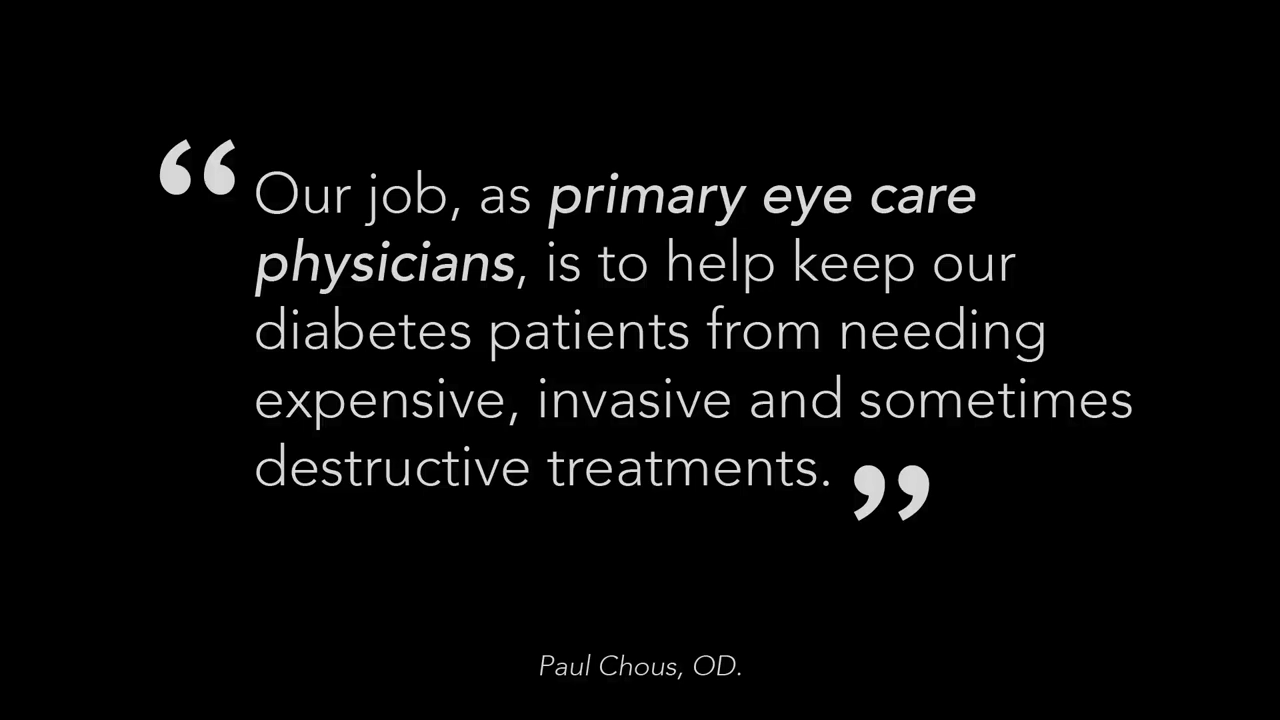 “Our job, as primary eye care
physicians, is to help keep our
diabetes patients from needing
expensive, invasive and sometimes
destructive treatments.”
Paul Chous, OD.